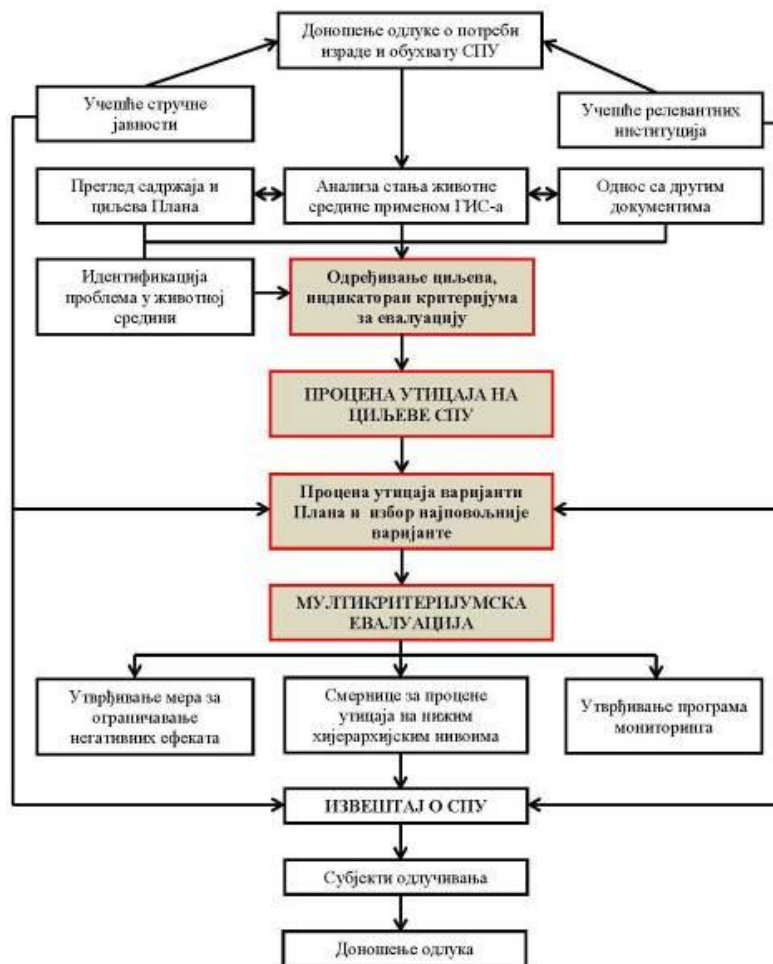 Доношење одлуке о потреби
израде и обухвату СПУ
Учешће стручне
јавности
Учешће релевантних
институција
Преглед садржаја и
циљева Плана
Анализа стања животне
средине применом ГИС-а
Однос са другим
документима
Идентификација
проблема у животној
средини
Одређивање циљева,
индикатораи критеријума
за евалуацију
ПРОЦЕНА УТИЦАЈА НА
ЦИЉЕВЕ СПУ
Процена утицаја варијанти
Плана и избор најповољније
варијанте
МУЛТИКРИТЕРИЈУМСКА
ЕВАЛУАЦИЈА
Утврђивање мера за
ограничавање
негативних ефеката
Смернице за процене
утицаја на нижим
хијерархијским нивоима
Утврђивање програма
мониторинга
ИЗВЕШТАЈ О СПУ
Субјекти одлучивања
Доношење одлука